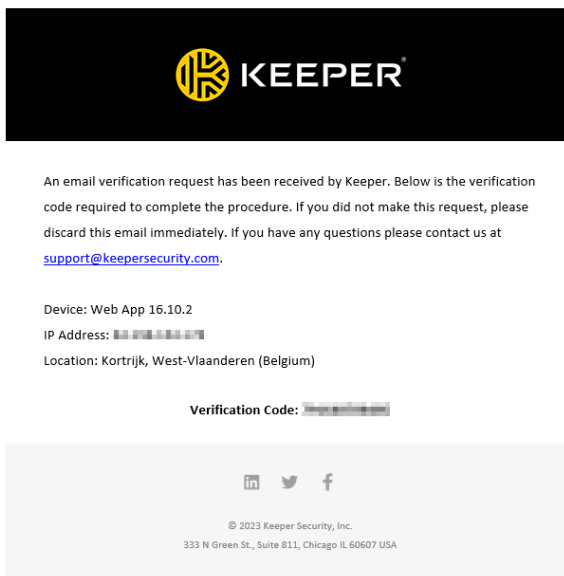 KEEPER
An email verification request has been received by Keeper. Below is the verification
code required to complete the procedure. If you did not make this request, please
discard this email immediately. If you have any questions please contact us at
support@keepersecurity.com.
Device: Web App 16.10.2
IP Address:
Location: Kortrijk, West-Vlaanderen (Belgium)
Verification Code:
© 2023 Keeper Security, Inc.
333 N Green St., Suite 811, Chicago IL 60607 USA